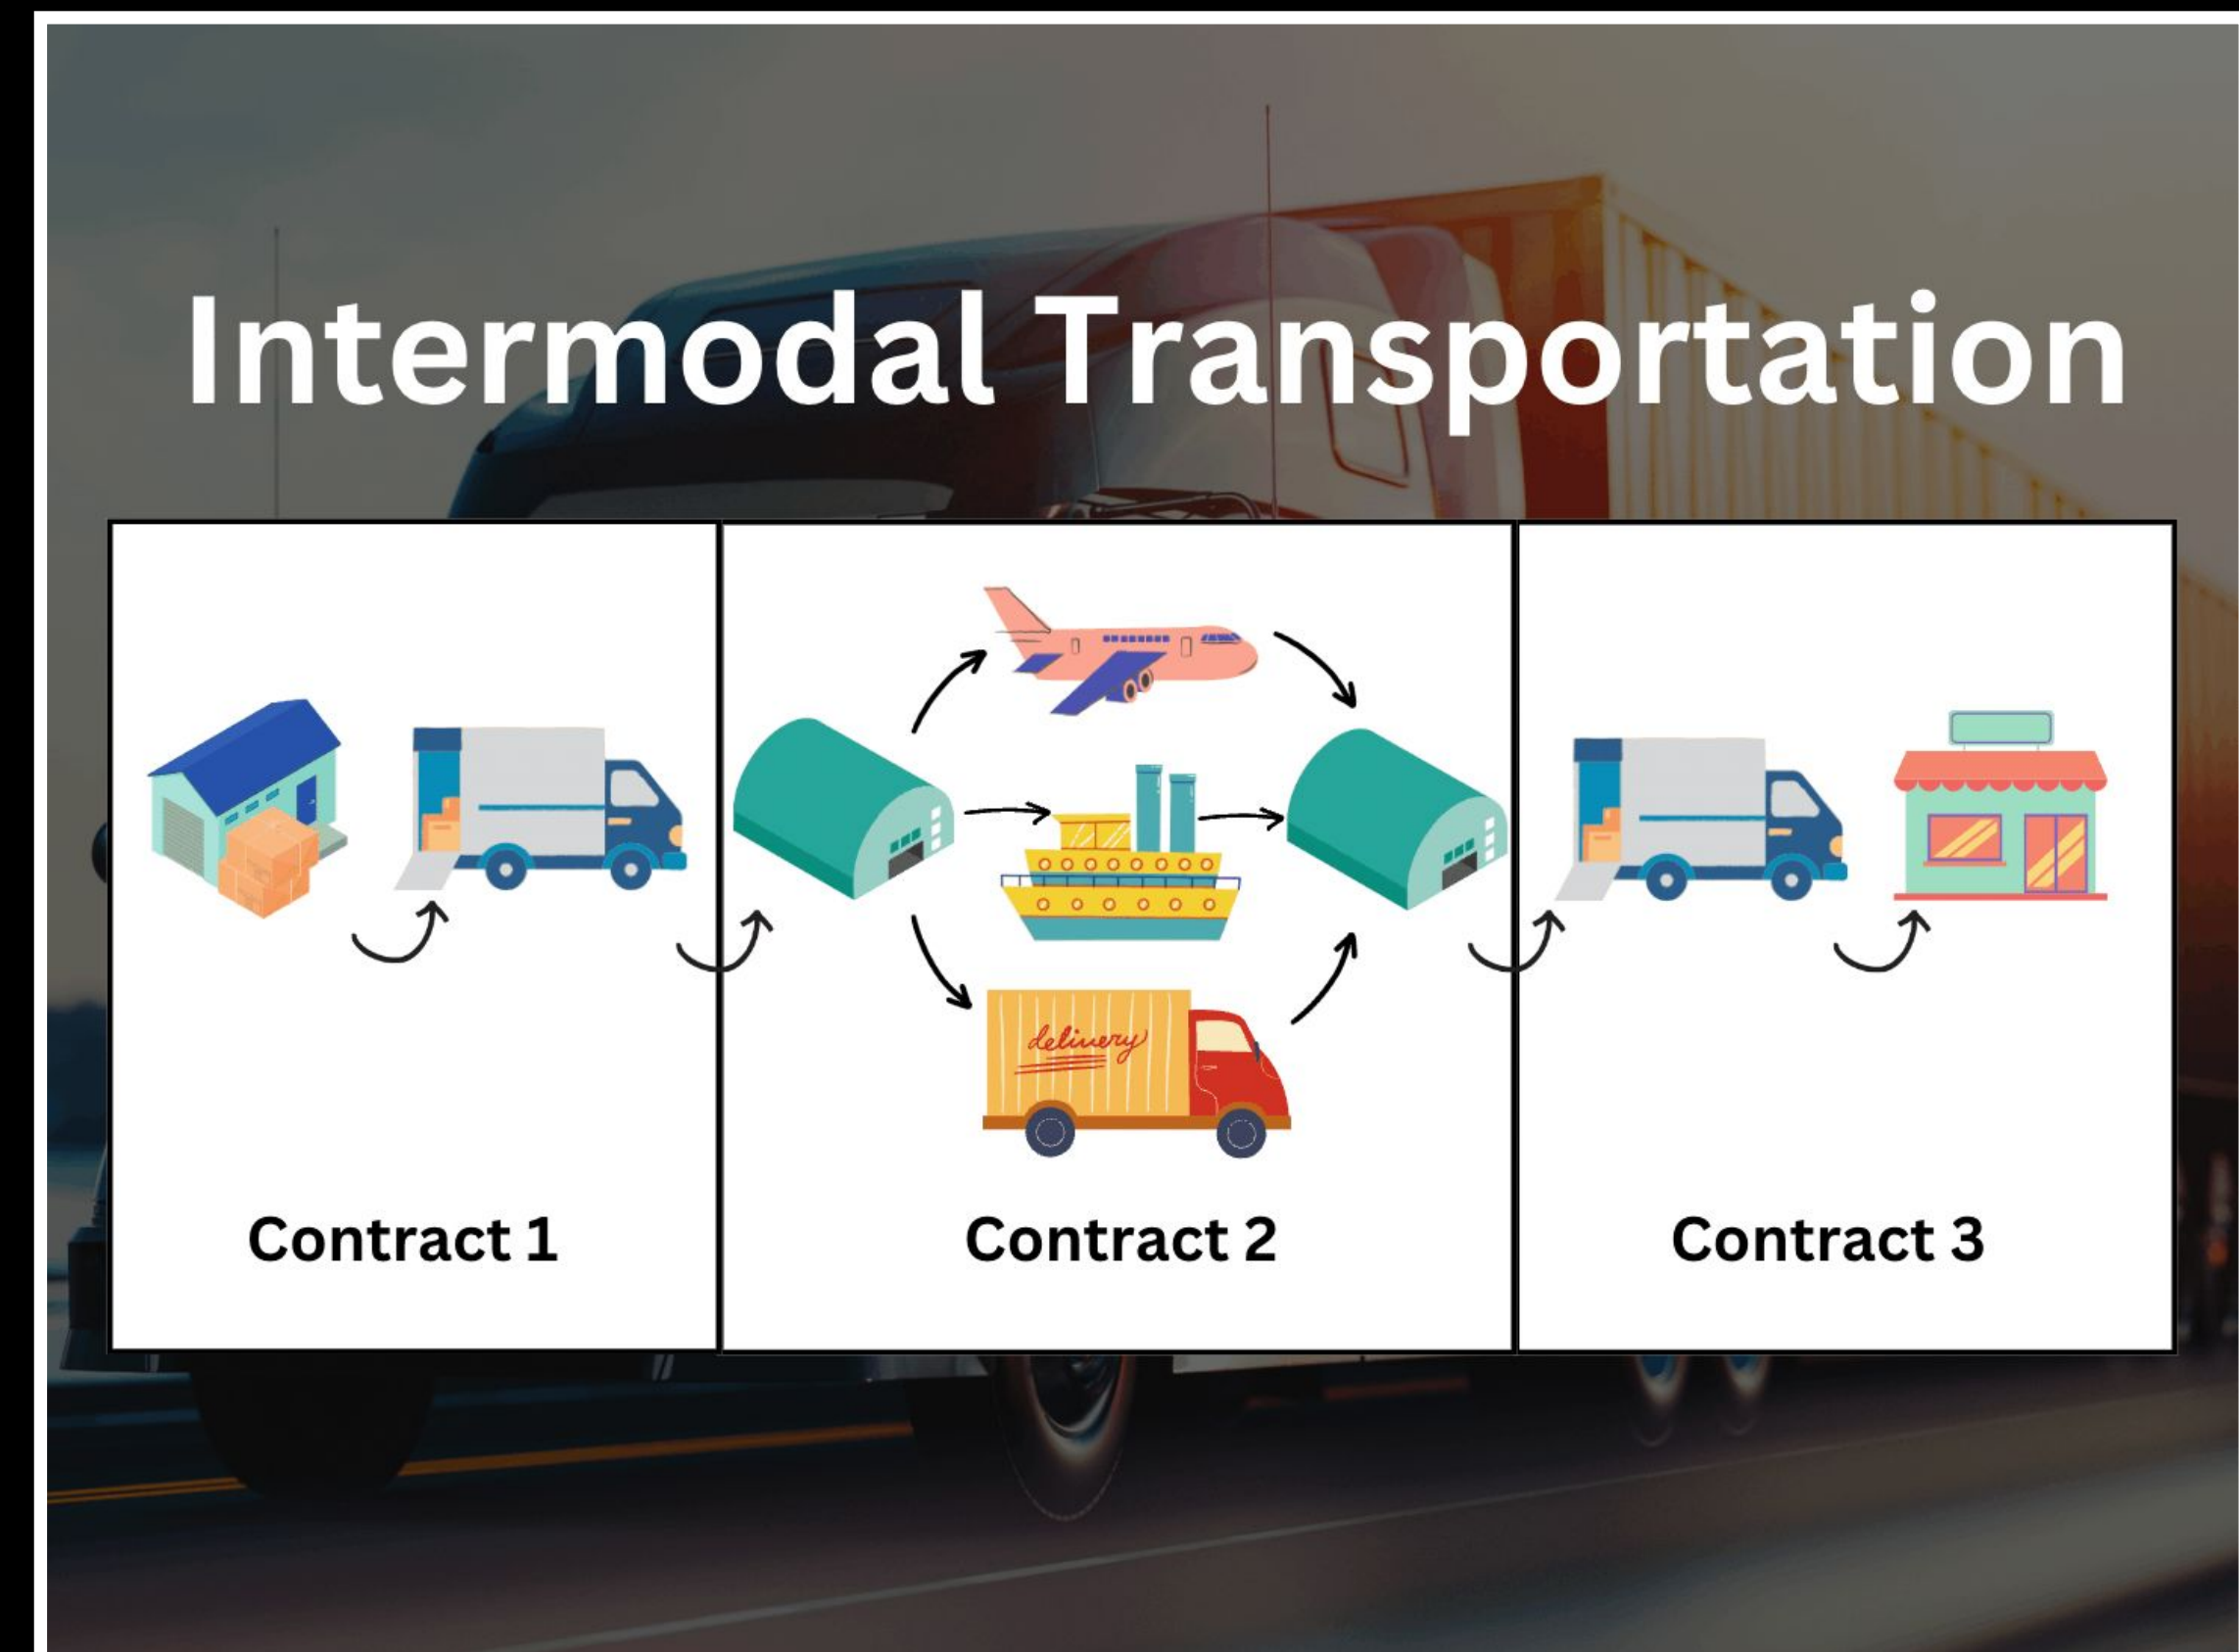 Intermodal Transportation
delivery
Contract 1
Contract 2
Contract 3